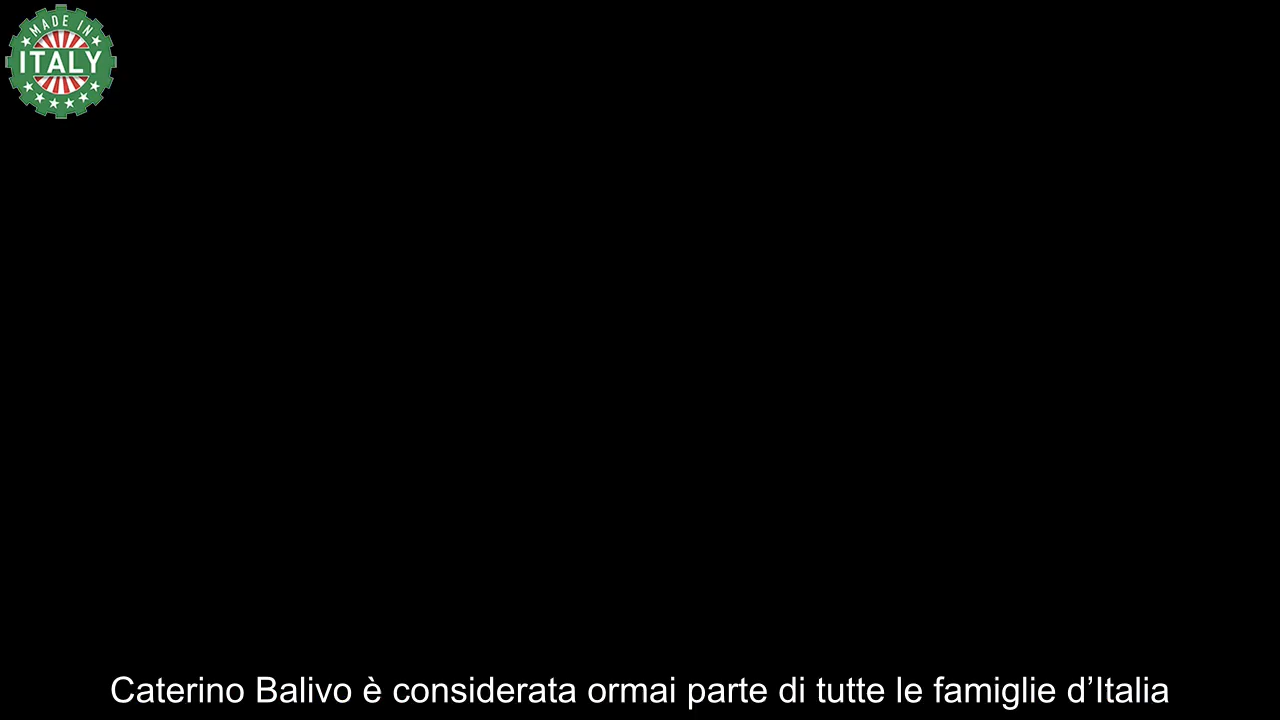 MADE IN
ITALY
Caterino Balivo è considerata ormai parte di tutte le famiglie d’Italia